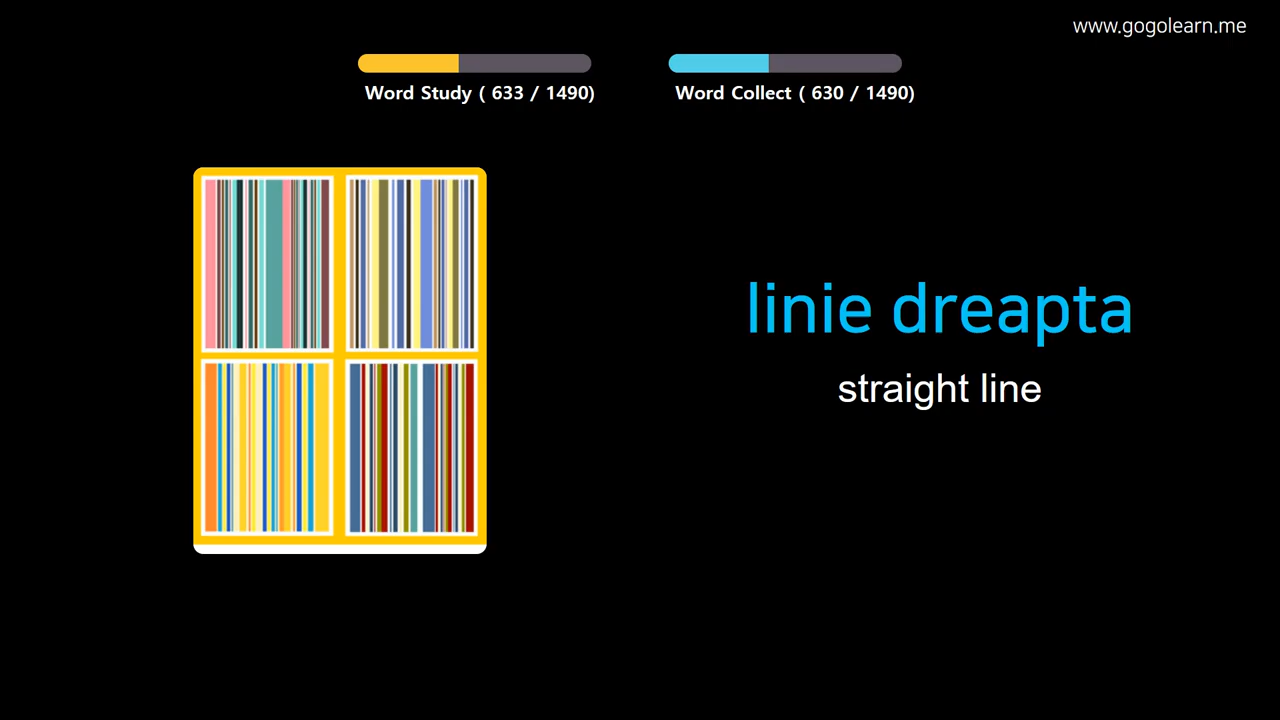 www.gogolearn.me
Word Study ( 633 / 1490)
Word Collect ( 630 / 1490)
linie dreapta
straight line